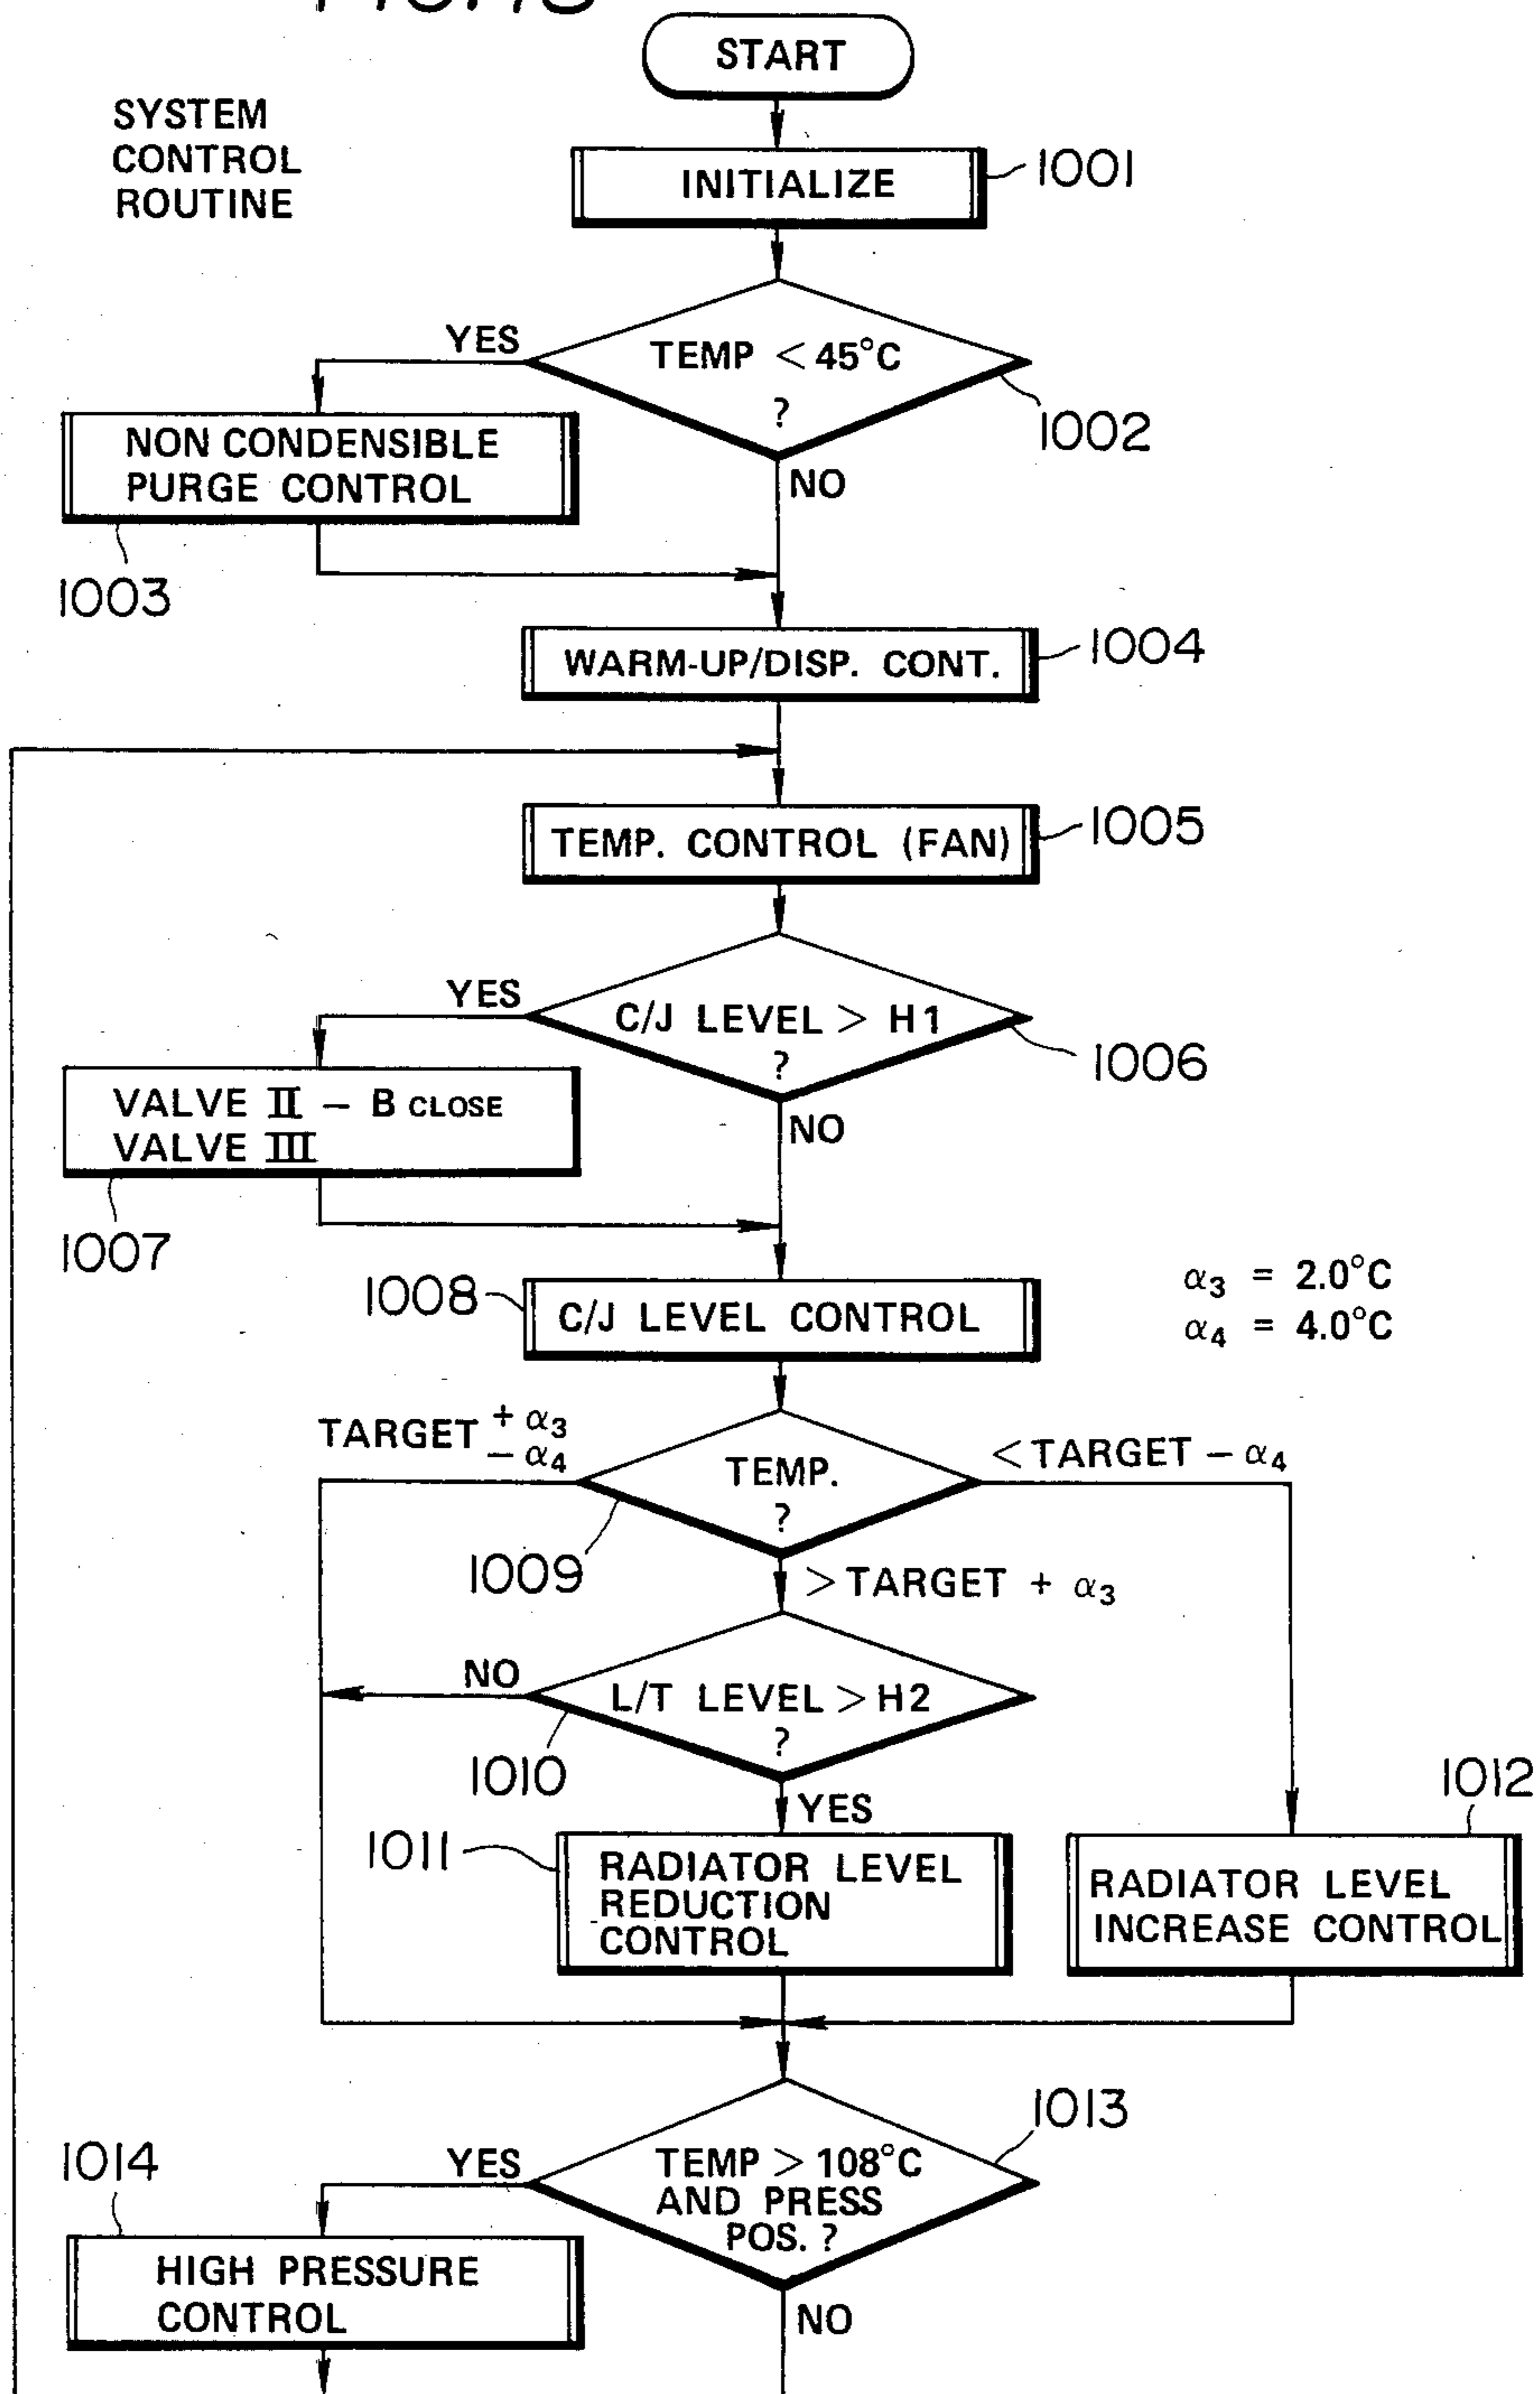 START
SYSTEM
CONTROL
ROUTINE
INITIALIZE
1001
YES
TEMP < 45°C
?
1002
NO
NON CONDENSIBLE
PURGE CONTROL
1003
WARM-UP/DISP. CONT.
1004
TEMP. CONTROL (FAN)
1005
YES
C/J LEVEL > H1
?
1006
NO
VALVE II - B CLOSE
VALVE III
1007
1008
C/J LEVEL CONTROL
α3 = 2.0°C
α4 = 4.0°C
TARGET + α3
- α4
TEMP.
?
< TARGET - α4
1009
> TARGET + α3
NO
L/T LEVEL > H2
?
1010
YES
1011
RADIATOR LEVEL
REDUCTION
CONTROL
1012
RADIATOR LEVEL
INCREASE CONTROL
1013
YES
TEMP > 108°C
AND PRESS
POS. ?
1014
NO
HIGH PRESSURE
CONTROL